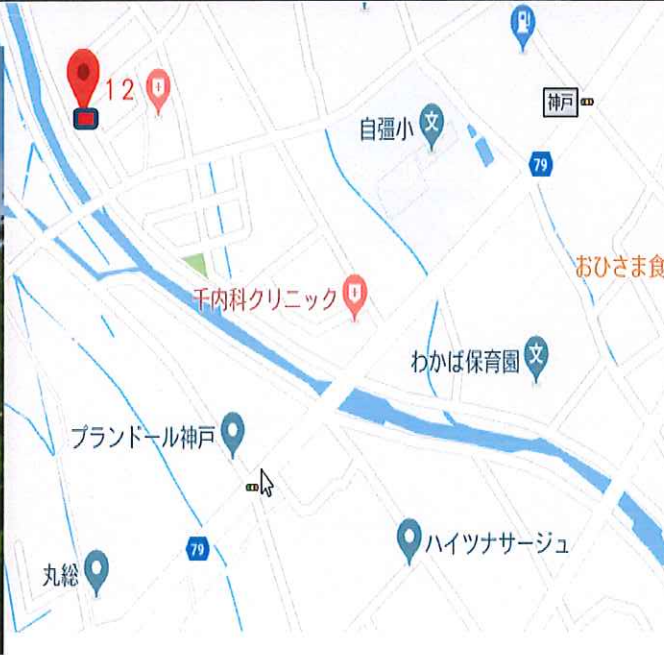 12
神戸
自彊小
文
79
おひさま食
千内科クリニック
わかば保育園
文
プランドール神戸
79
ハイツナサージュ
丸総